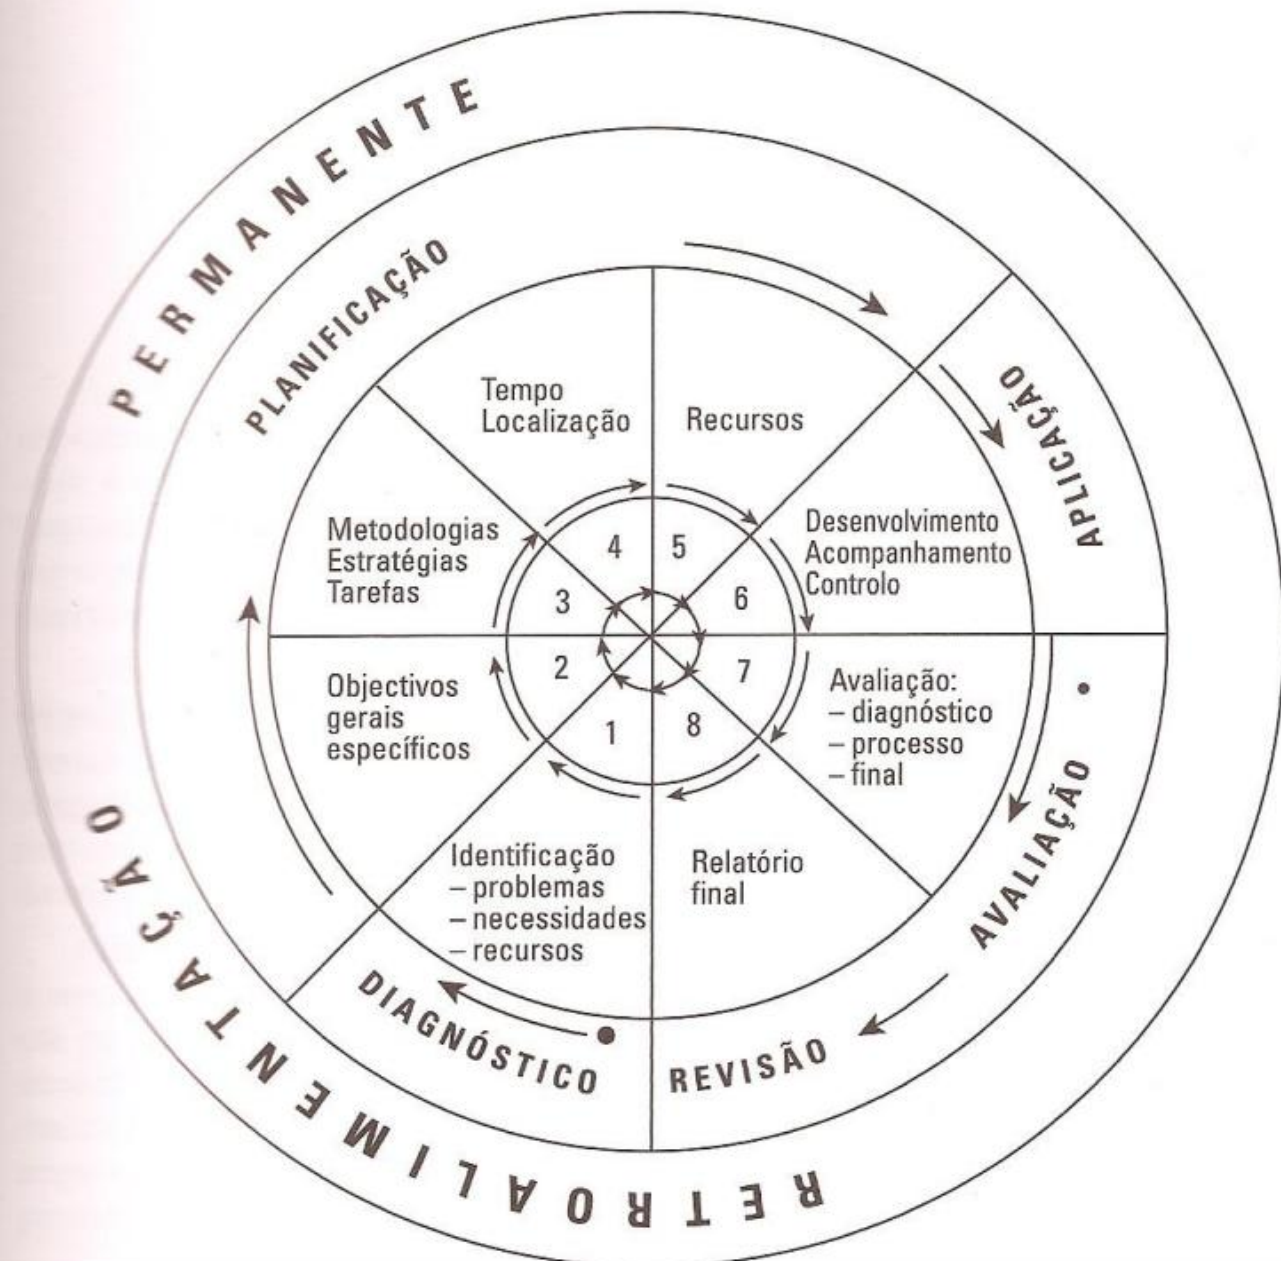 RETROALIMENTAÇÃO
PERMANENTE
DIAGNÓSTICO
PLANIFICAÇÃO
APLICAÇÃO
AVALIAÇÃO
REVISÃO
1
Identificação
– problemas
– necessidades
– recursos
2
Objectivos
gerais
específicos
3
Metodologias
Estratégias
Tarefas
4
Tempo
Localização
5
Recursos
6
Desenvolvimento
Acompanhamento
Controlo
7
Avaliação:
– diagnóstico
– processo
– final
8
Relatório
final